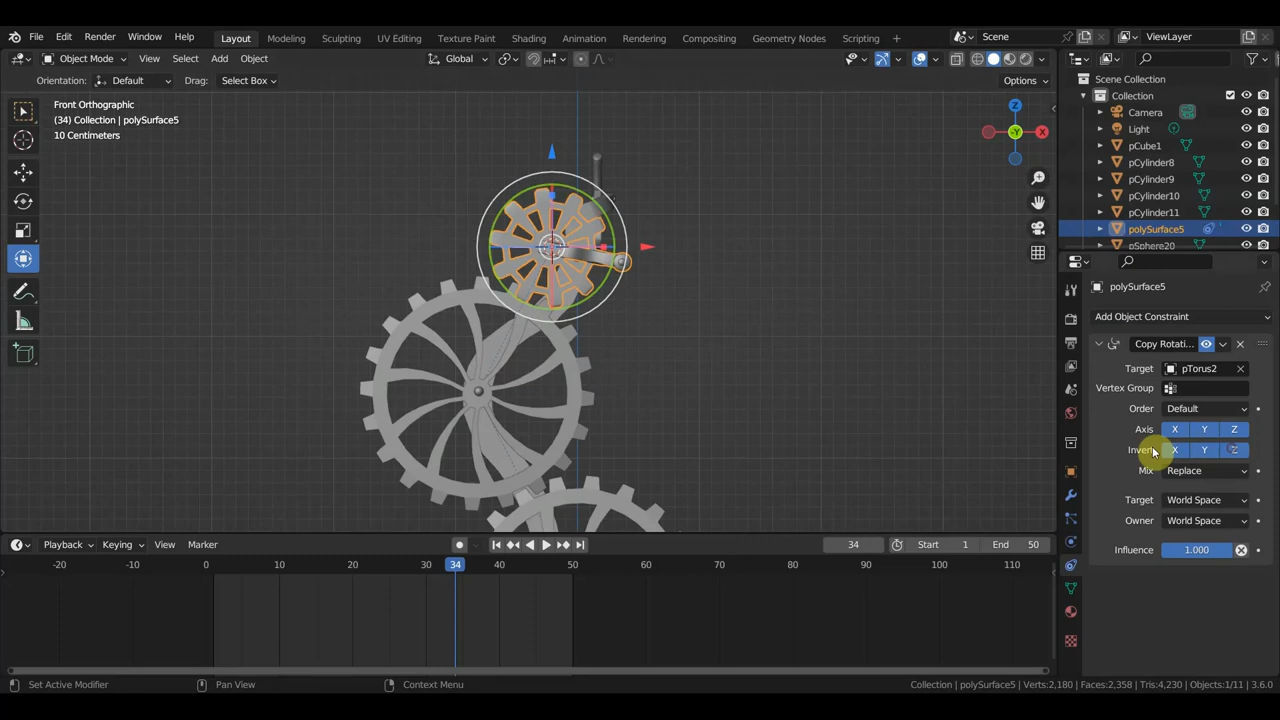 File Edit Render Window Help Layout Modeling Sculpting UV Editing Texture Paint Shading Animation Rendering Compositing Geometry Nodes Scripting + Scene ViewLayer
Object Mode View Select Add Object Global
Orientation: Default Drag: Select Box Options
Front Orthographic
(34) Collection | polySurface5
10 Centimeters
Z
X
-Y
Scene Collection
Collection
Camera
Light
pCube1
pCylinder8
pCylinder9
pCylinder10
pCylinder11
polySurface5
pSphere20
polySurface5
Add Object Constraint
Copy Rotati...
Target pTorus2
Vertex Group
Order Default
Axis X Y Z
Invert X Y Z
Mix Replace
Target World Space
Owner World Space
Influence 1.000
Playback Keying View Marker 34 Start 1 End 50
-20 -10 0 10 20 30 34 40 50 60 70 80 90 100 110
Set Active Modifier Pan View Context Menu Collection | polySurface5 | Verts:2,180 | Faces:2,358 | Tris:4,230 | Objects:1/11 | 3.6.0